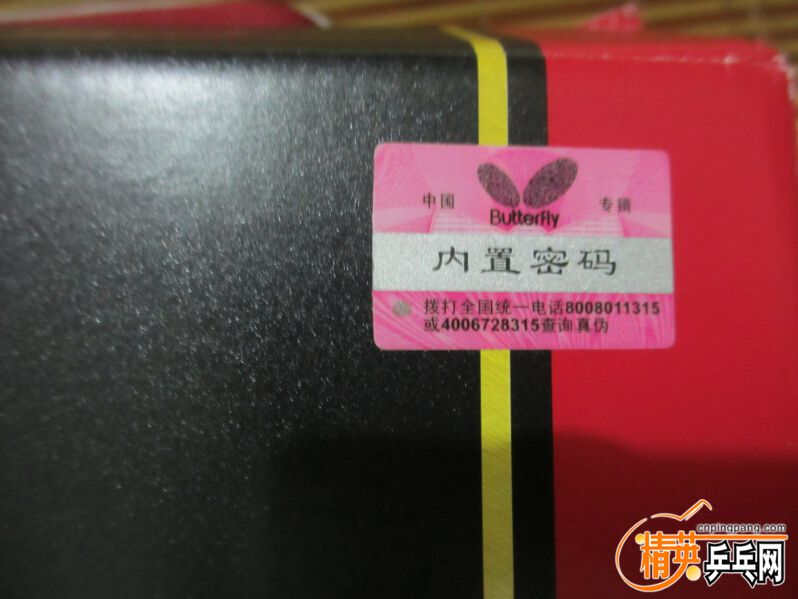 中国 专销
Butterfly
内置密码
拨打全国统一电话8008011315
或4006728315查询真伪
cnpingpang.com
精英乒乓网